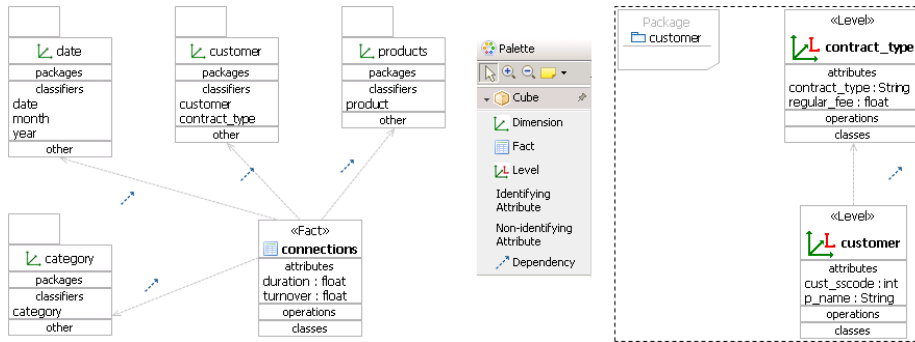 date
packages
classifiers
date
month
year
other
customer
packages
classifiers
customer
contract_type
other
products
packages
classifiers
product
other
category
packages
classifiers
category
other
«Fact»
connections
attributes
duration : float
turnover : float
operations
classes
Palette
Cube
Dimension
Fact
Level
Identifying
Attribute
Non-identifying
Attribute
Dependency
Package
customer
«Level»
contract_type
attributes
contract_type : String
regular_fee : float
operations
classes
«Level»
customer
attributes
cust_sscode : int
p_name : String
operations
classes